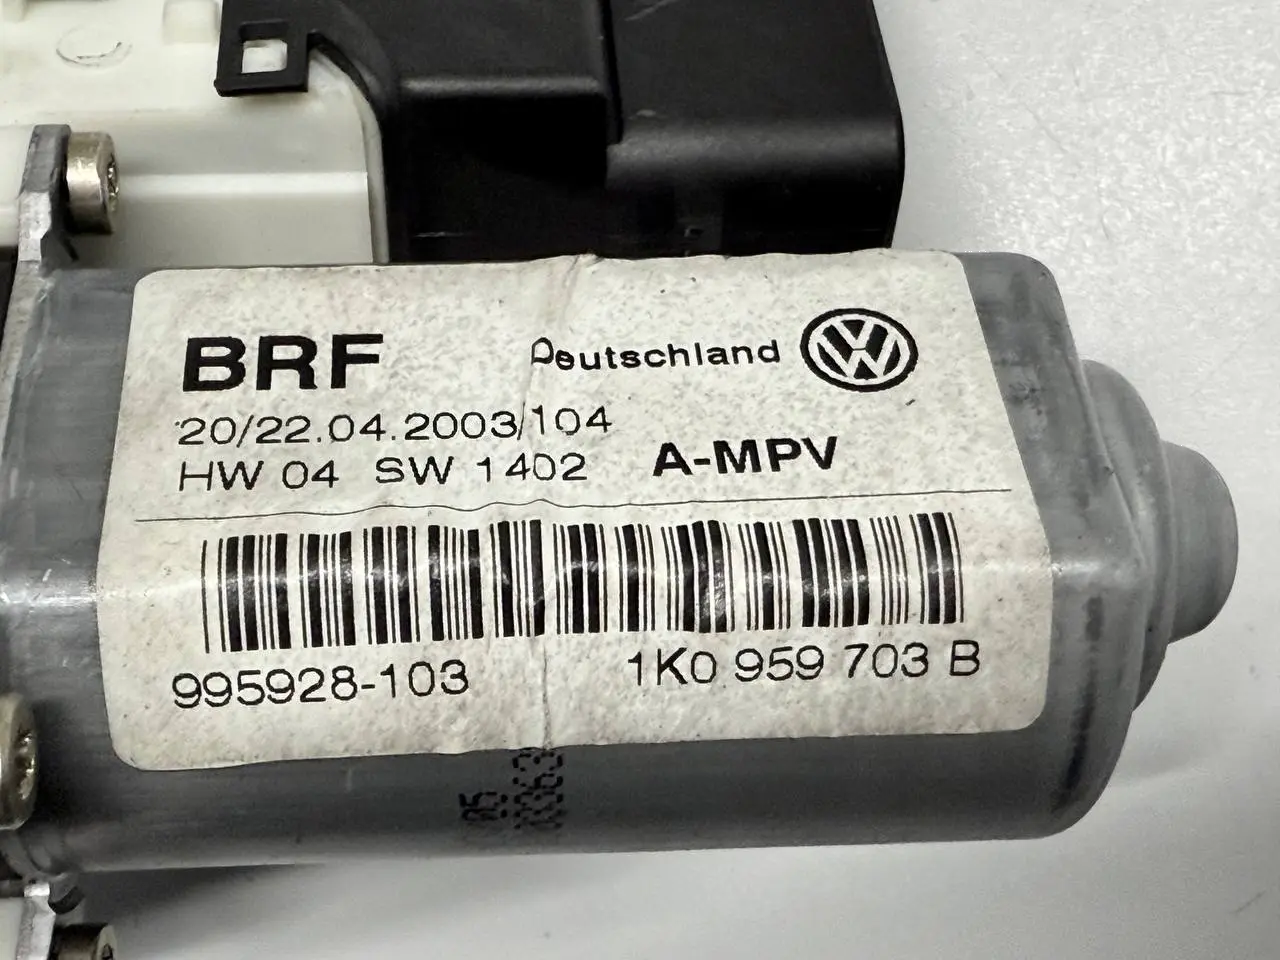 BRF
Deutschland
20/22.04.2003/104
HW 04 SW 1402
A-MPV
995928-103
1K0 959 703 B